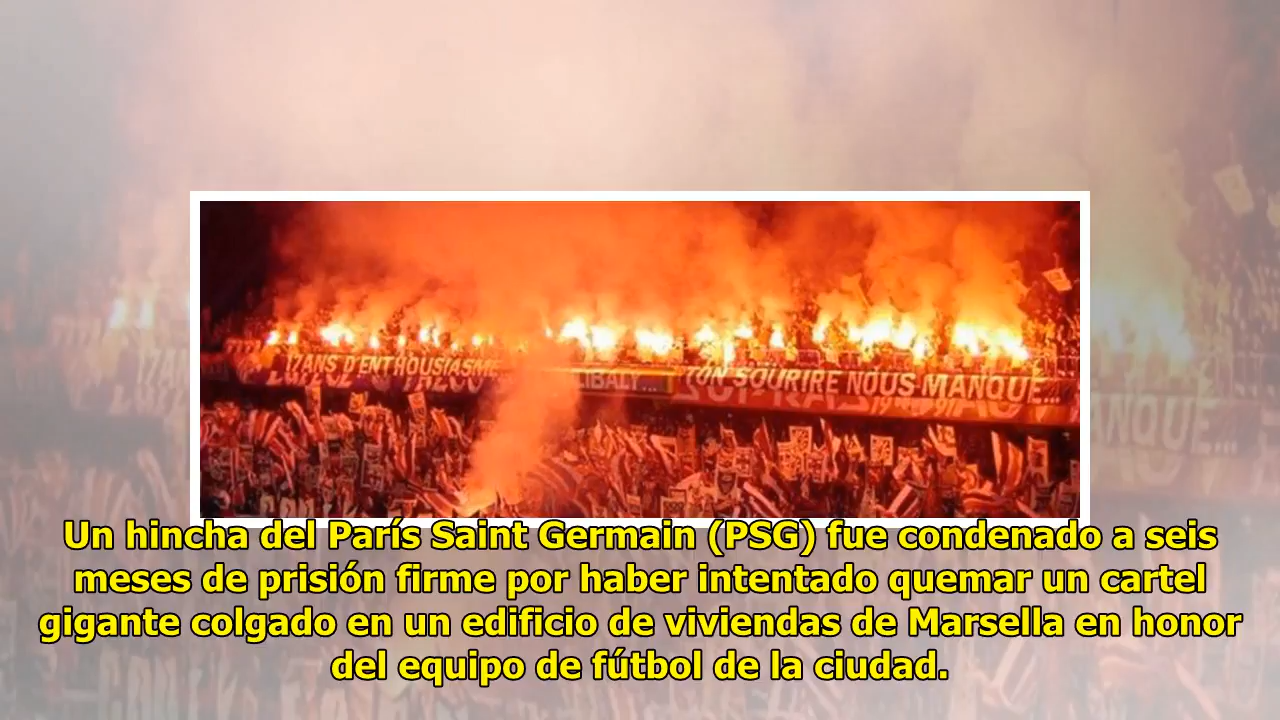 17ANS D'ENTHOUSIASME
LIBALY ...
TON SOURIRE NOUS MANQUE...
MANQUE...
Un hincha del París Saint Germain (PSG) fue condenado a seis
meses de prisión firme por haber intentado quemar un cartel
gigante colgado en un edificio de viviendas de Marsella en honor
del equipo de fútbol de la ciudad.